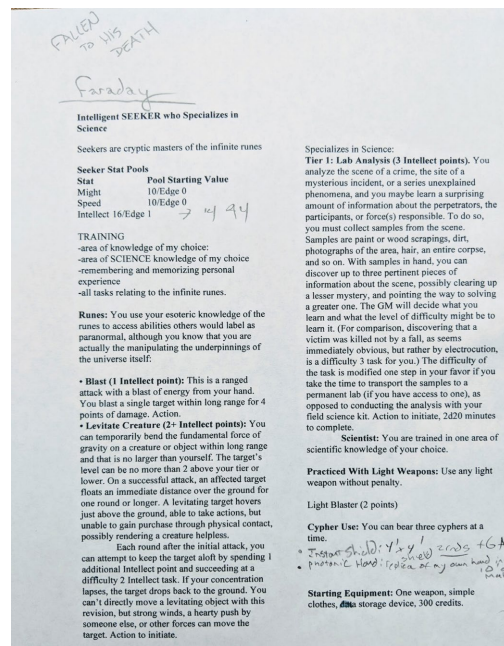 FALLEN
TO HIS
DEATH
Faraday
Intelligent SEEKER who Specializes in
Science
Seekers are cryptic masters of the infinite runes
Seeker Stat Pools
Stat Pool Starting Value
Might 10/Edge 0
Speed 10/Edge 0
Intellect 16/Edge 1
TRAINING
-area of knowledge of my choice:
-area of SCIENCE knowledge of my choice
-remembering and memorizing personal
experience
-all tasks relating to the infinite runes.
Runes: You use your esoteric knowledge of the
runes to access abilities others would label as
paranormal, although you know that you are
actually the manipulating the underpinnings of
the universe itself:
• Blast (1 Intellect point): This is a ranged
attack with a blast of energy from your hand.
You blast a single target within long range for 4
points of damage. Action.
• Levitate Creature (2+ Intellect points): You
can temporarily bend the fundamental force of
gravity on a creature or object within long range
and that is no larger than yourself. The target's
level can be no more than 2 above your tier or
lower. On a successful attack, an affected target
floats an immediate distance over the ground for
one round or longer. A levitating target hovers
just above the ground, able to take actions, but
unable to gain purchase through physical contact,
possibly rendering a creature helpless.
Each round after the initial attack, you
can attempt to keep the target aloft by spending 1
additional Intellect point and succeeding at a
difficulty 2 Intellect task. If your concentration
lapses, the target drops back to the ground. You
can't directly move a levitating object with this
revision, but strong winds, a hearty push by
someone else, or other forces can move the
target. Action to initiate.
Specializes in Science:
Tier 1: Lab Analysis (3 Intellect points). You
analyze the scene of a crime, the site of a
mysterious incident, or a series unexplained
phenomena, and you maybe learn a surprising
amount of information about the perpetrators, the
participants, or force(s) responsible. To do so,
you must collect samples from the scene.
Samples are paint or wood scrapings, dirt,
photographs of the area, hair, an entire corpse,
and so on. With samples in hand, you can
discover up to three pertinent pieces of
information about the scene, possibly clearing up
a lesser mystery, and pointing the way to solving
a greater one. The GM will decide what you
learn and what the level of difficulty might be to
learn it. (For comparison, discovering that a
victim was killed not by a fall, as seems
immediately obvious, but rather by electrocution,
is a difficulty 3 task for you.) The difficulty of
the task is modified one step in your favor if you
take the time to transport the samples to a
permanent lab (if you have access to one), as
opposed to conducting the analysis with your
field science kit. Action to initiate, 2d20 minutes
to complete.
Scientist: You are trained in one area of
scientific knowledge of your choice.
Practiced With Light Weapons: Use any light
weapon without penalty.
Light Blaster (2 points)
Cypher Use: You can bear three cyphers at a
time.
• Instant Shield: 4'x4' shield
• photonic Hand: replica of my own hand
Starting Equipment: One weapon, simple
clothes, data storage device, 300 credits.